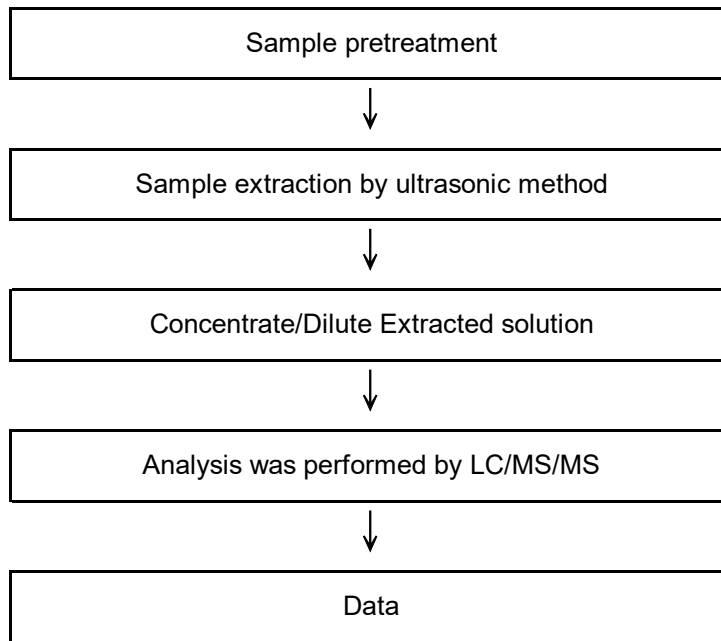 Sample pretreatment
Sample extraction by ultrasonic method
Concentrate/Dilute Extracted solution
Analysis was performed by LC/MS/MS
Data